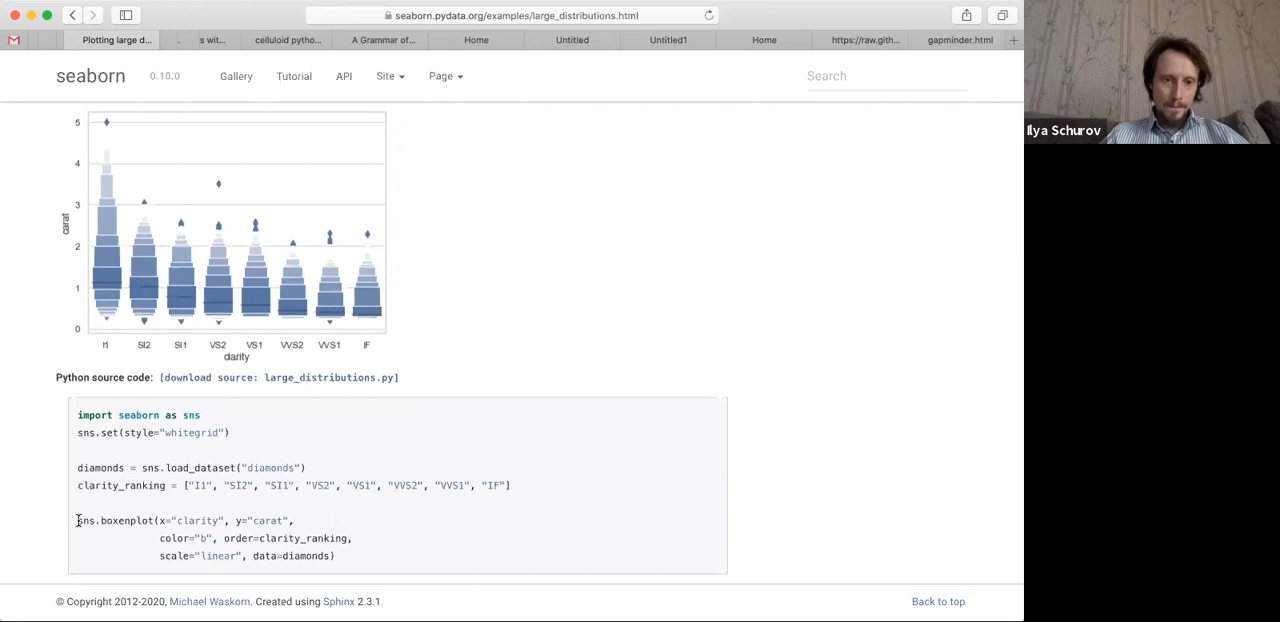 seaborn.pydata.org/examples/large_distributions.html
Plotting large d...
s wit...
celluloid pytho...
A Grammar of...
Home
Untitled
Untitled1
Home
https://raw.gith...
gapminder.html
seaborn 0.10.0 Gallery Tutorial API Site Page Search
Ilya Schurov
5
4
3
2
1
0
carat
I1 SI2 SI1 VS2 VS1 VVS2 VVS1 IF
clarity
Python source code: [download source: large_distributions.py]
import seaborn as sns
sns.set(style="whitegrid")
diamonds = sns.load_dataset("diamonds")
clarity_ranking = ["I1", "SI2", "SI1", "VS2", "VS1", "VVS2", "VVS1", "IF"]
sns.boxenplot(x="clarity", y="carat",
color="b", order=clarity_ranking,
scale="linear", data=diamonds)
© Copyright 2012-2020, Michael Waskom. Created using Sphinx 2.3.1.
Back to top